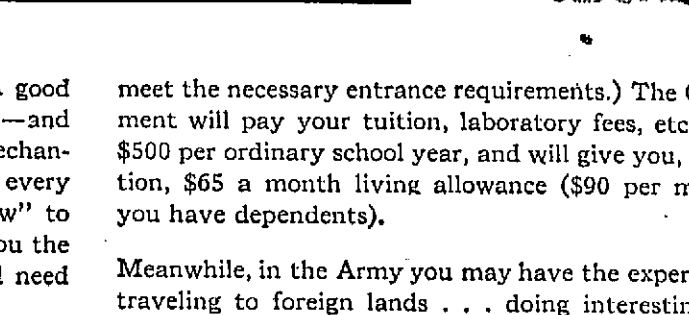 good
—and
echan-
every
w" to
ou the
need
meet the necessary entrance requirements.) The
ment will pay your tuition, laboratory fees, etc
$500 per ordinary school year, and will give you,
tion, $65 a month living allowance ($90 per m
you have dependents).
Meanwhile, in the Army you may have the exper
traveling to foreign lands . . . doing interestin